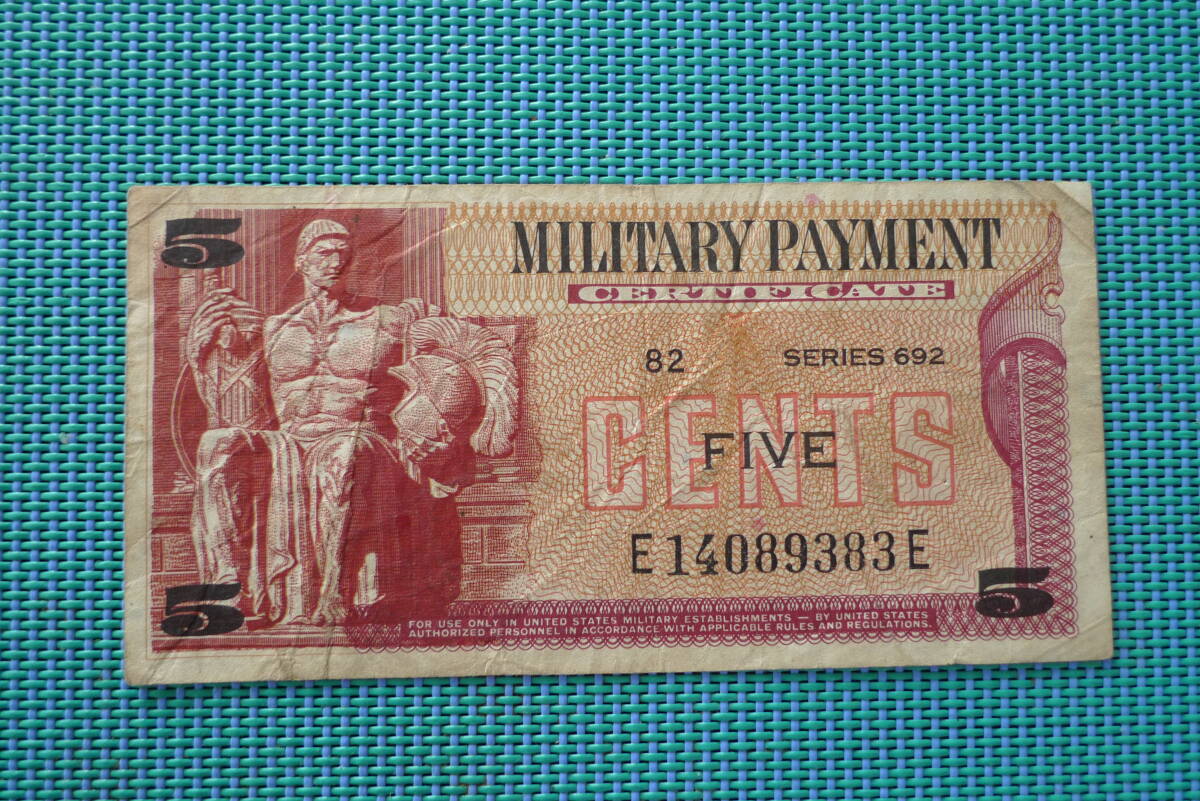 5
MILITARY PAYMENT
CERTIFICATE
82 SERIES 692
CENTS
FIVE
E14089383E
5 5
FOR USE ONLY IN UNITED STATES MILITARY ESTABLISHMENTS — BY UNITED STATES
AUTHORIZED PERSONNEL IN ACCORDANCE WITH APPLICABLE RULES AND REGULATIONS.